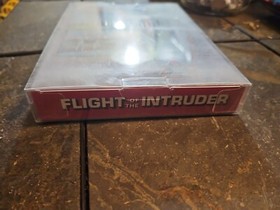 FLIGHT OF THE INTRUDER